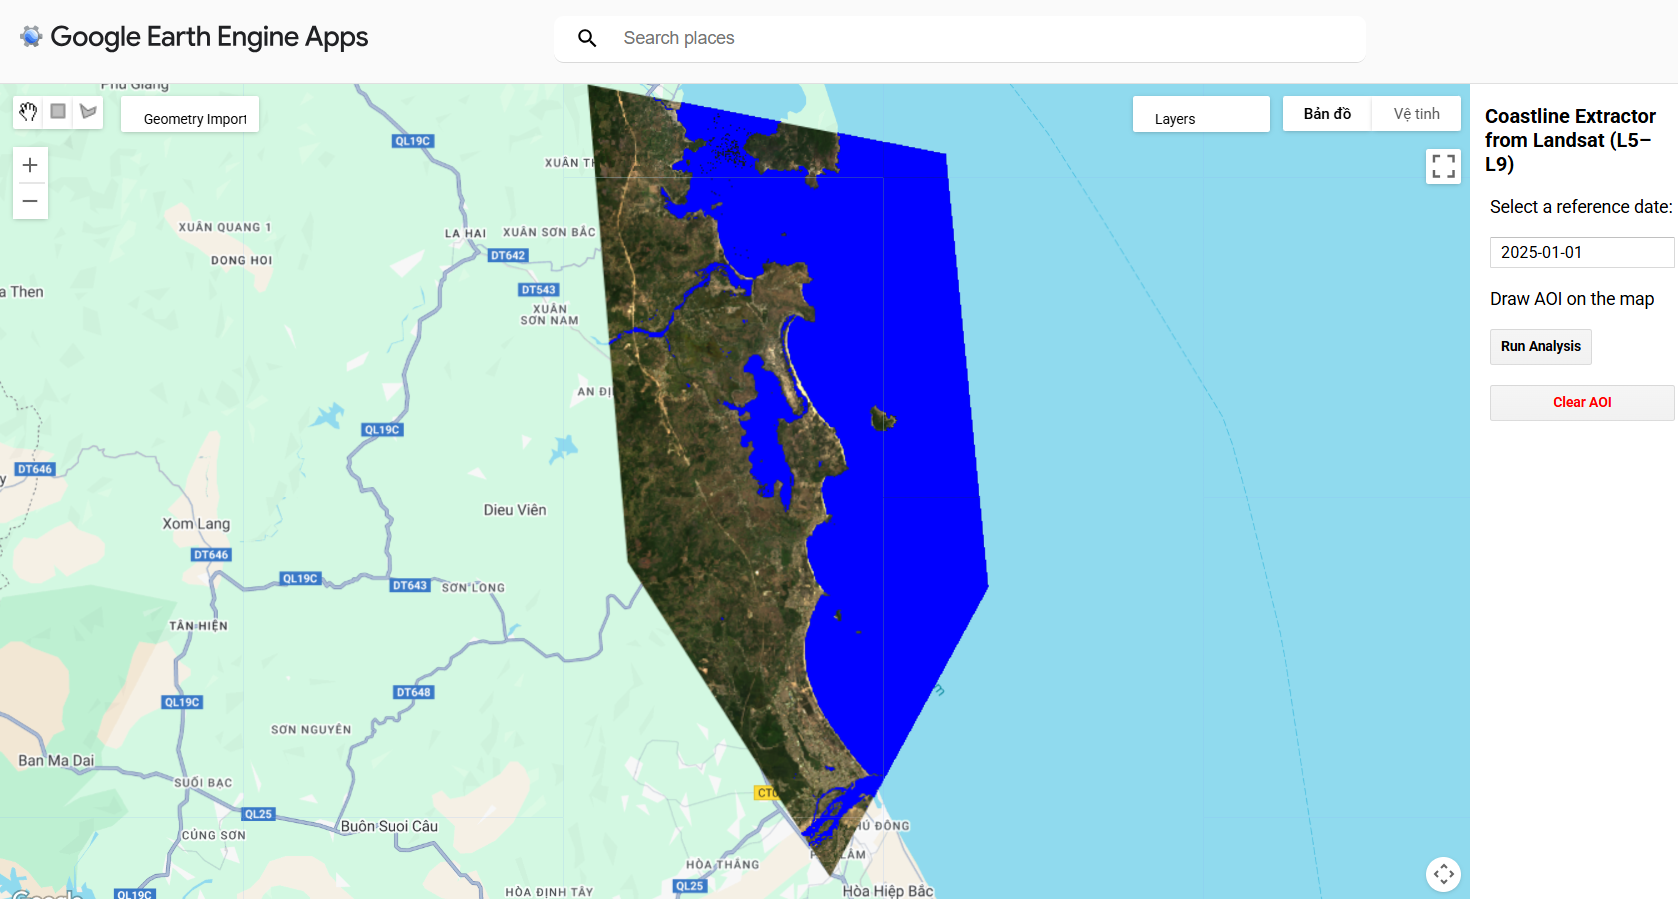 Google Earth Engine Apps
Search places
Geometry Import
Layers
Bản đồ
Vệ tinh
Coastline Extractor
from Landsat (L5–
L9)
Select a reference date:
2025-01-01
Draw AOI on the map
Run Analysis
Clear AOI
Phú Giang
QL19C
XUÂN TH
XUÂN QUANG 1
LA HAI
XUÂN SƠN BẮC
DT642
DONG HOI
a Then
DT543
XUÂN
SƠN NAM
AN ĐỊ
QL19C
DT646
y
Xom Lang
Dieu Viên
DT646
QL19C
DT643
SƠN LONG
TÂN HIỆN
DT648
QL19C
SƠN NGUYÊN
Ban Ma Dai
SUỐI BẠC
CT0
QL25
Buôn Suoi Câu
CỦNG SƠN
HÚ ĐÔNG
LÂM
HÒA THẮNG
QL25
HÒA ĐỊNH TÂY
Hòa Hiệp Bắc
QL19C